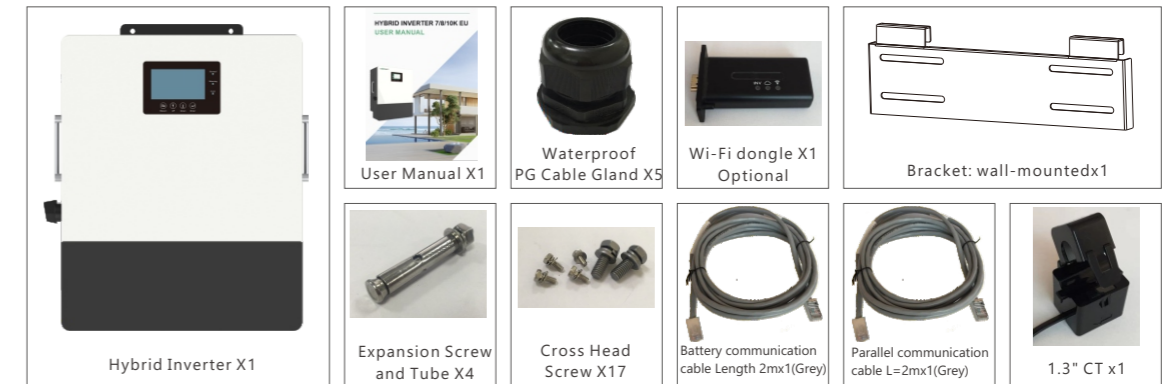 HYBRID INVERTER 7/8/10K EU
USER MANUAL
Hybrid Inverter X1
User Manual X1
Waterproof
PG Cable Gland X5
Wi-Fi dongle X1
Optional
Bracket: wall-mountedx1
Expansion Screw
and Tube X4
Cross Head
Screw X17
Battery communication
cable Length 2mx1(Grey)
Parallel communication
cable L=2mx1(Grey)
1.3" CT x1